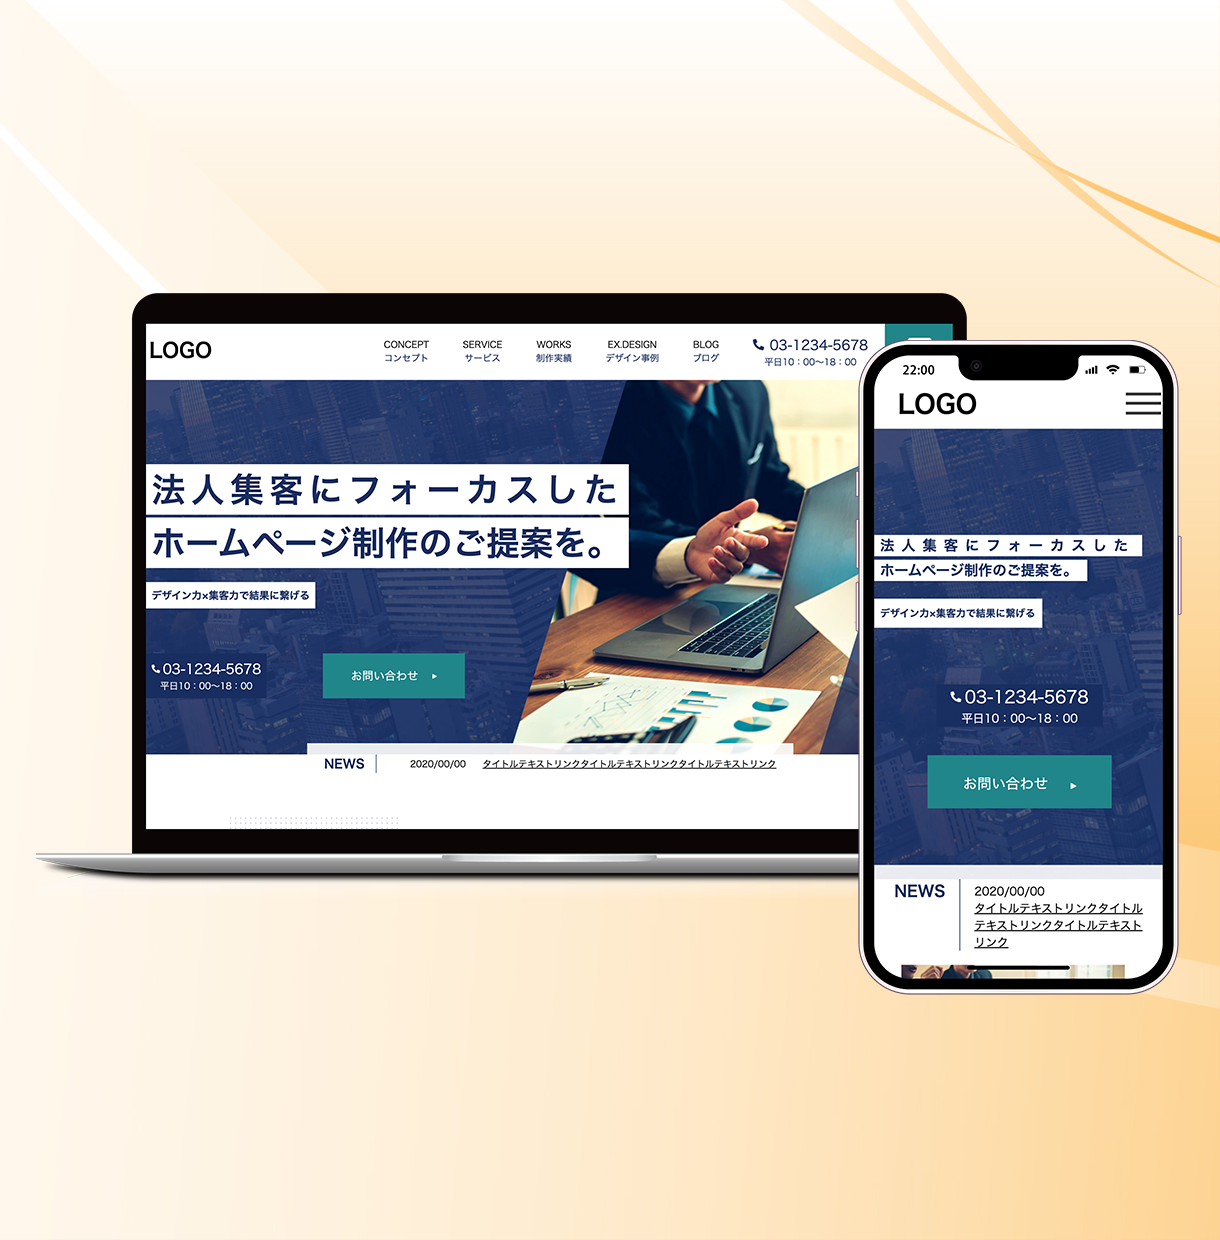 LOGO
CONCEPT
コンセプト
SERVICE
サービス
WORKS
制作実績
EX.DESIGN
デザイン事例
BLOG
ブログ
03-1234-5678
平日10：00〜18：00
法人集客にフォーカスした
ホームページ制作のご提案を。
デザイン力×集客力で結果に繋げる
03-1234-5678
平日10：00〜18：00
お問い合わせ ▶
NEWS 2020/00/00 タイトルテキストリンクタイトルテキストリンクタイトルテキストリンク
22:00
LOGO
法人集客にフォーカスした
ホームページ制作のご提案を。
デザイン力×集客力で結果に繋げる
03-1234-5678
平日10：00〜18：00
お問い合わせ ▶
NEWS 2020/00/00
タイトルテキストリンクタイトル
テキストリンクタイトルテキスト
リンク